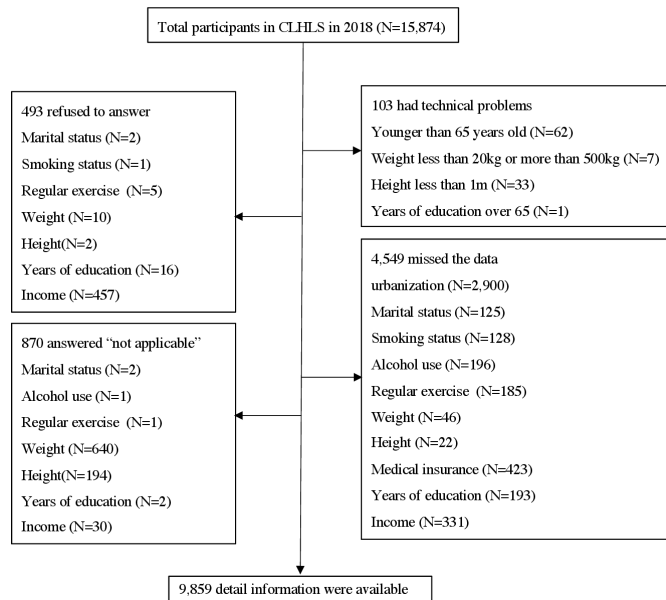 Total participants in CLHLS in 2018 (N=15,874)
493 refused to answer
Marital status (N=2)
Smoking status (N=1)
Regular exercise (N=5)
Weight (N=10)
Height(N=2)
Years of education (N=16)
Income (N=457)
103 had technical problems
Younger than 65 years old (N=62)
Weight less than 20kg or more than 500kg (N=7)
Height less than 1m (N=33)
Years of education over 65 (N=1)
870 answered “not applicable”
Marital status (N=2)
Alcohol use (N=1)
Regular exercise (N=1)
Weight (N=640)
Height(N=194)
Years of education (N=2)
Income (N=30)
4,549 missed the data
urbanization (N=2,900)
Marital status (N=125)
Smoking status (N=128)
Alcohol use (N=196)
Regular exercise (N=185)
Weight (N=46)
Height (N=22)
Medical insurance (N=423)
Years of education (N=193)
Income (N=331)
9,859 detail information were available